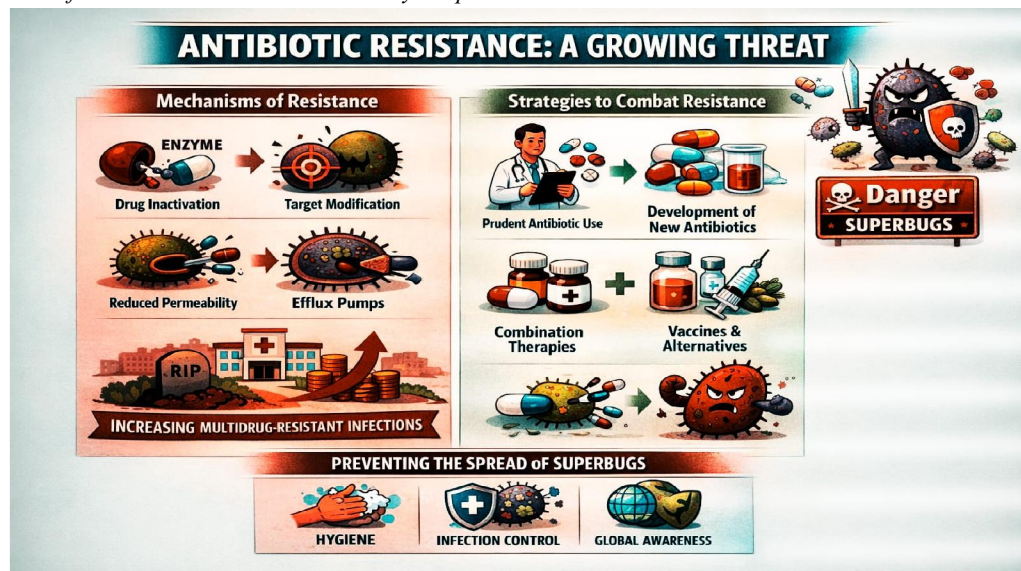 ANTIBIOTIC RESISTANCE: A GROWING THREAT
Mechanisms of Resistance
ENZYME
Drug Inactivation
Target Modification
Reduced Permeability
Efflux Pumps
RIP
INCREASING MULTIDRUG-RESISTANT INFECTIONS
Strategies to Combat Resistance
Prudent Antibiotic Use
Development of
New Antibiotics
Combination
Therapies
Vaccines &
Alternatives
Danger
SUPERBUGS
PREVENTING THE SPREAD of SUPERBUGS
HYGIENE
INFECTION CONTROL
GLOBAL AWARENESS